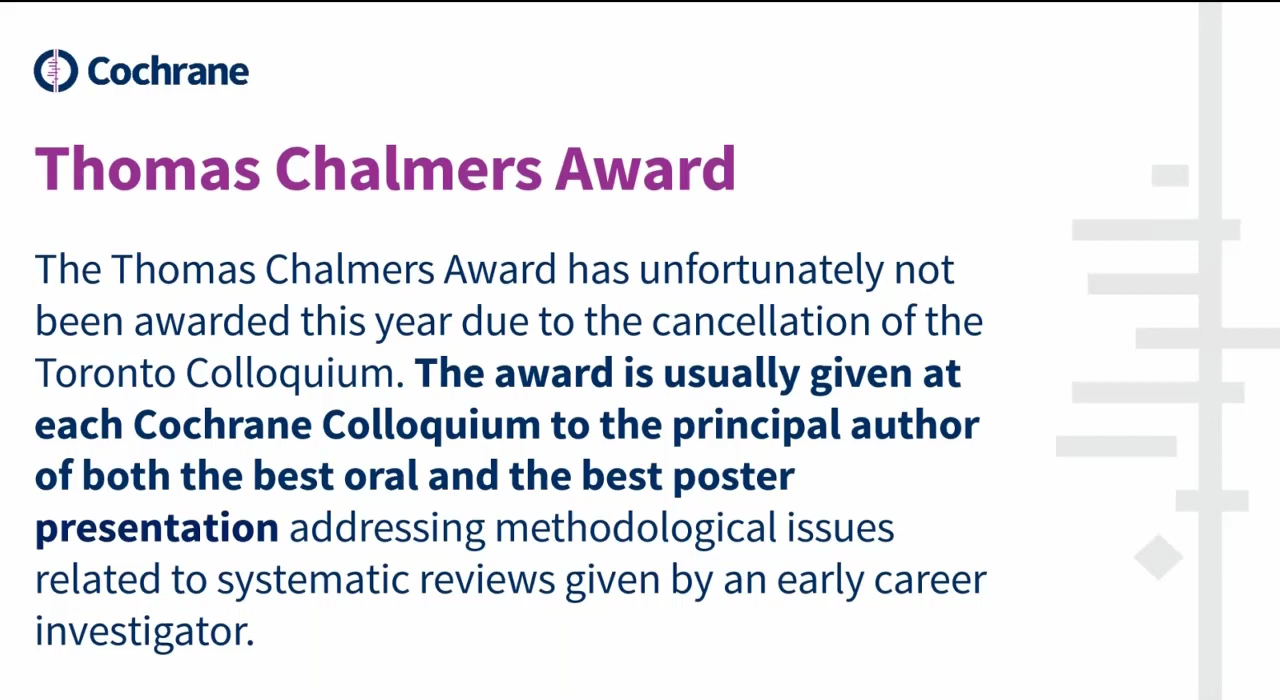 Cochrane
Thomas Chalmers Award
The Thomas Chalmers Award has unfortunately not
been awarded this year due to the cancellation of the
Toronto Colloquium. The award is usually given at
each Cochrane Colloquium to the principal author
of both the best oral and the best poster
presentation addressing methodological issues
related to systematic reviews given by an early career
investigator.